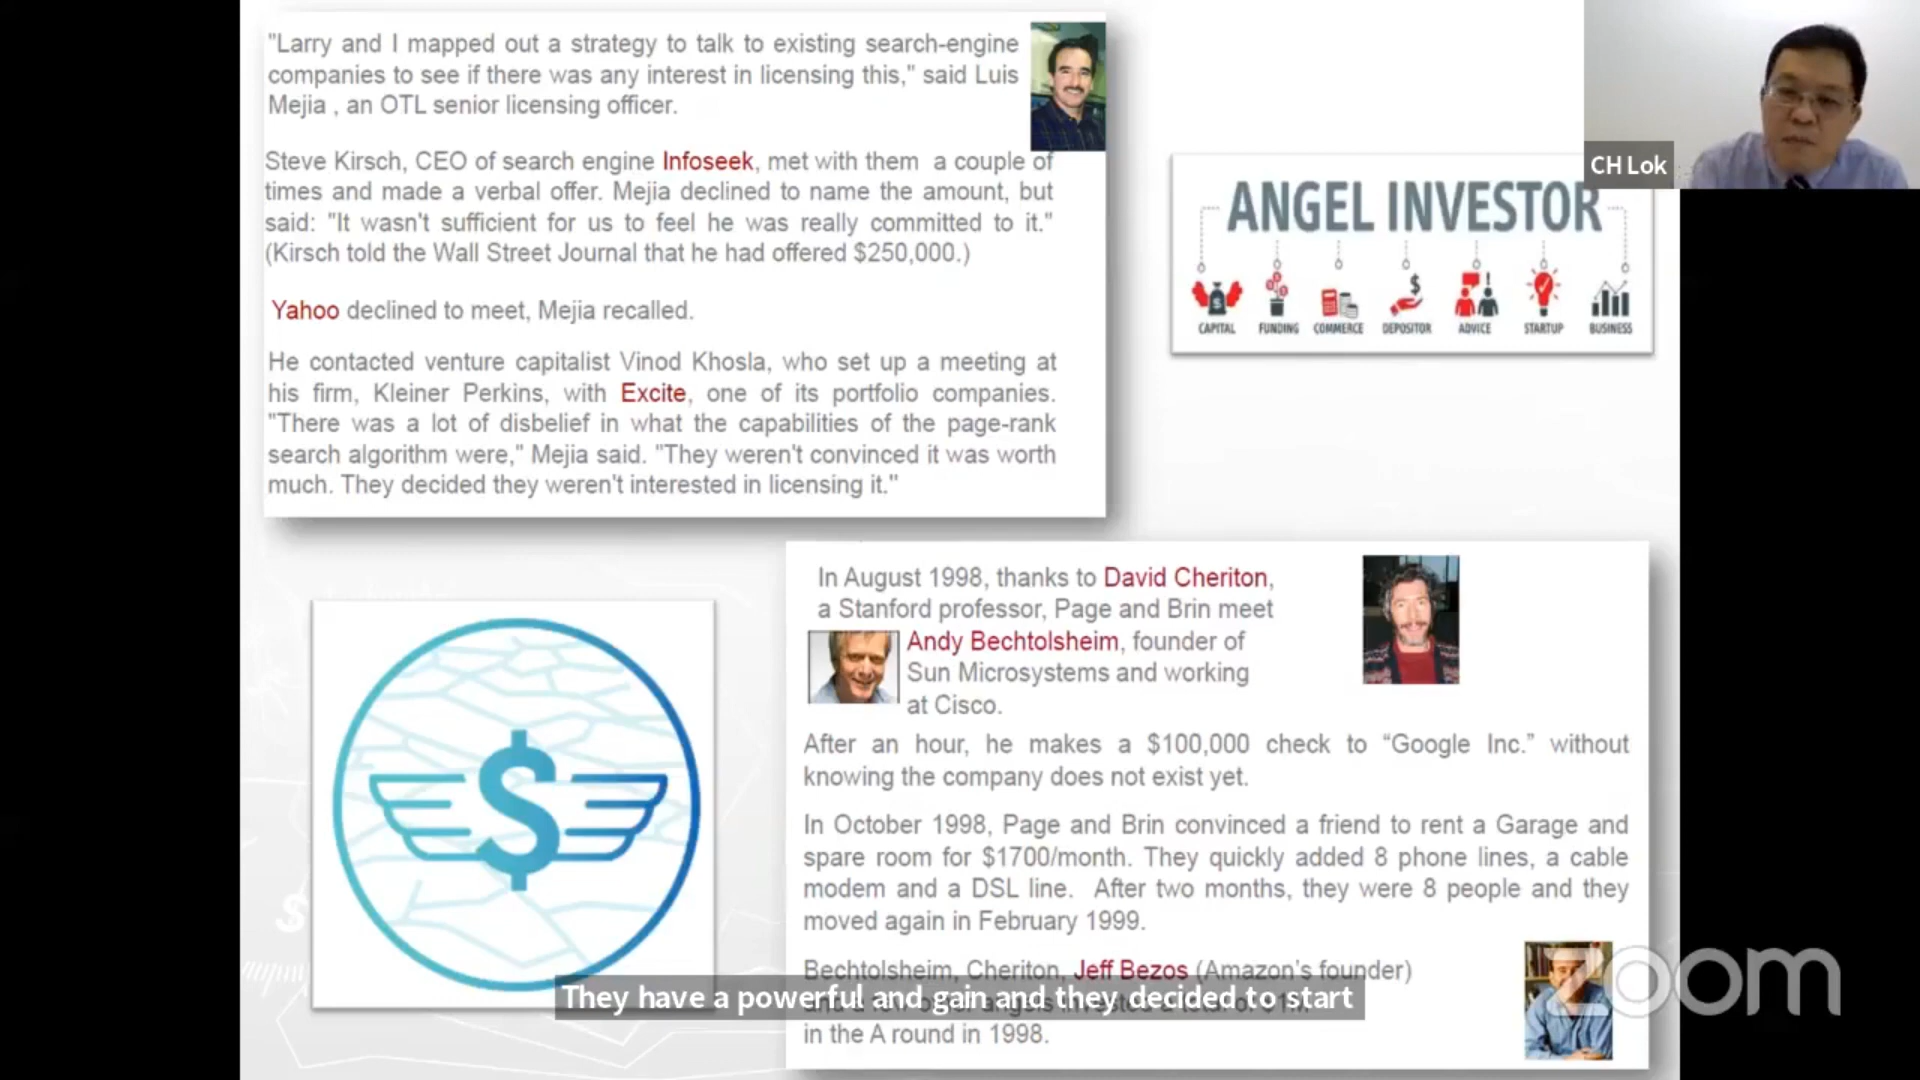 "Larry and I mapped out a strategy to talk to existing search-engine
companies to see if there was any interest in licensing this," said Luis
Mejia , an OTL senior licensing officer.
Steve Kirsch, CEO of search engine Infoseek, met with them a couple of
times and made a verbal offer. Mejia declined to name the amount, but
said: "It wasn't sufficient for us to feel he was really committed to it."
(Kirsch told the Wall Street Journal that he had offered $250,000.)
Yahoo declined to meet, Mejia recalled.
He contacted venture capitalist Vinod Khosla, who set up a meeting at
his firm, Kleiner Perkins, with Excite, one of its portfolio companies.
"There was a lot of disbelief in what the capabilities of the page-rank
search algorithm were," Mejia said. "They weren't convinced it was worth
much. They decided they weren't interested in licensing it."
CH Lok
ANGEL INVESTOR
CAPITAL FUNDING COMMERCE DEPOSITOR ADVICE STARTUP BUSINESS
In August 1998, thanks to David Cheriton,
a Stanford professor, Page and Brin meet
Andy Bechtolsheim, founder of
Sun Microsystems and working
at Cisco.
After an hour, he makes a $100,000 check to “Google Inc.” without
knowing the company does not exist yet.
In October 1998, Page and Brin convinced a friend to rent a Garage and
spare room for $1700/month. They quickly added 8 phone lines, a cable
modem and a DSL line. After two months, they were 8 people and they
moved again in February 1999.
Bechtolsheim, Cheriton, Jeff Bezos (Amazon’s founder)
in the A round in 1998.
They have a powerful and gain and they decided to start
zoom